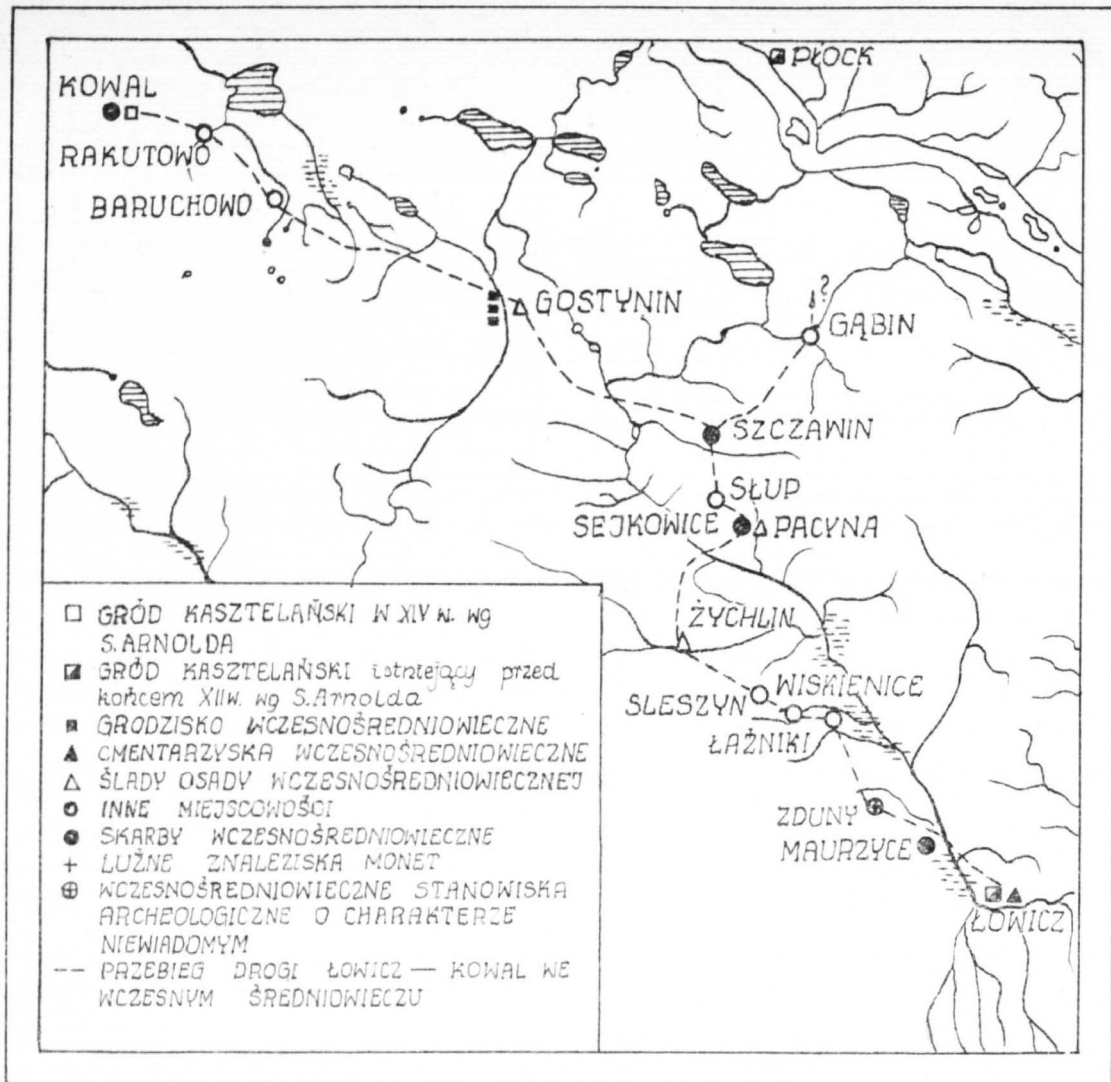 PŁOCK
KOWAL
RAKUTOWO
BARUCHOWO
GOSTYNIN
?
GĄBIN
SZCZAWIN
SŁUP
SEJKOWICE
PACYNA
ŻYCHLIN
WISKIENICE
SLESZYN
ŁAŹNIKI
ZDUNY
MAURZYCE
ŁOWICZ
GRÓD KASZTELAŃSKI W XIV w. wg
S.ARNOLDA
GRÓD KASZTELAŃSKI istniejący przed
końcem XIIw. wg S.Arnolda
GRODZISKO WCZESNOŚREDNIOWIECZNE
CMENTARZYSKA WCZESNOŚREDNIOWIECZNE
ŚLADY OSADY WCZESNOŚREDNIOWIECZNEJ
INNE MIEJSCOWOŚCI
SKARBY WCZESNOŚREDNIOWIECZNE
LUŹNE ZNALEZISKA MONET
WCZESNOŚREDNIOWIECZNE STANOWISKA
ARCHEOLOGICZNE O CHARAKTERZE
NIEWIADOMYM
PRZEBIEG DROGI ŁOWICZ — KOWAL WE
WCZESNYM ŚREDNIOWIECZU